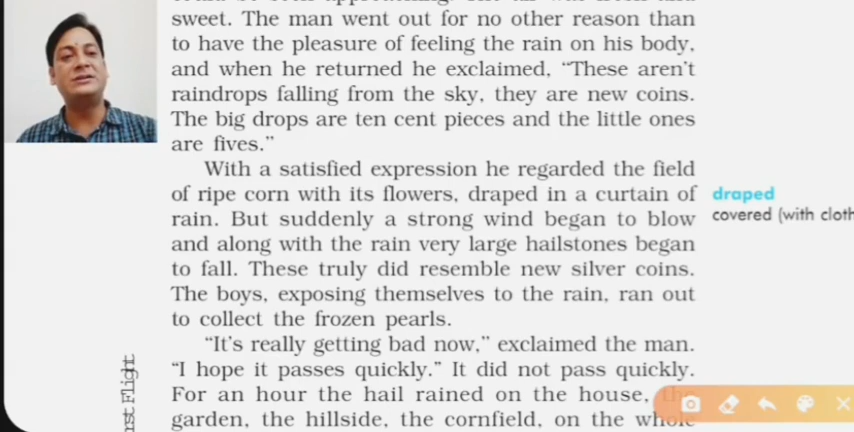 sweet. The man went out for no other reason than
to have the pleasure of feeling the rain on his body,
and when he returned he exclaimed, “These aren’t
raindrops falling from the sky, they are new coins.
The big drops are ten cent pieces and the little ones
are fives.”
With a satisfied expression he regarded the field
of ripe corn with its flowers, draped in a curtain of
rain. But suddenly a strong wind began to blow
and along with the rain very large hailstones began
to fall. These truly did resemble new silver coins.
The boys, exposing themselves to the rain, ran out
to collect the frozen pearls.
“It’s really getting bad now,” exclaimed the man.
“I hope it passes quickly.” It did not pass quickly.
For an hour the hail rained on the house, the
garden, the hillside, the cornfield, on the whole
draped
covered (with cloth
Flight